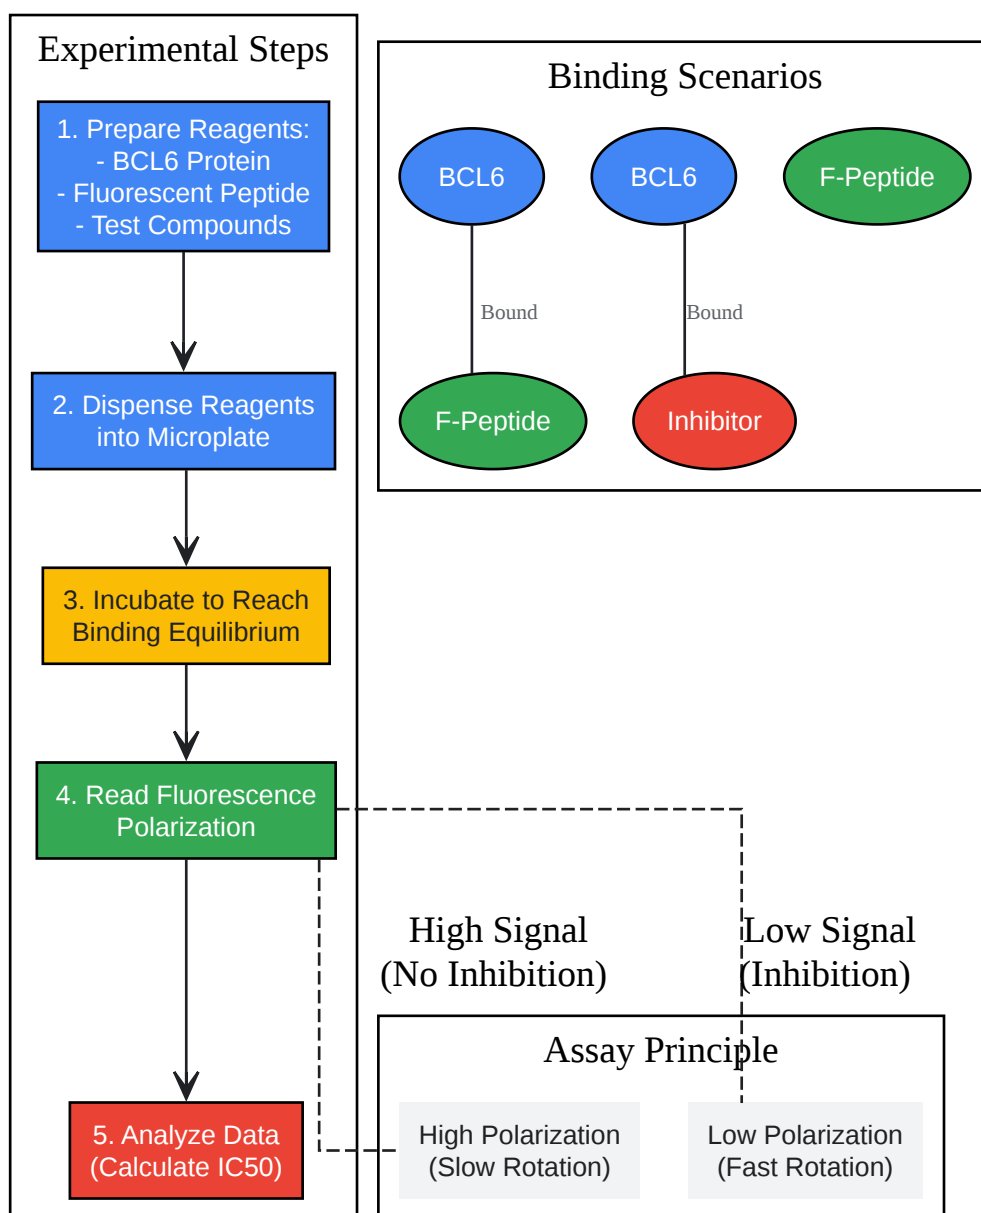 Experimental Steps
1. Prepare Reagents:
- BCL6 Protein
- Fluorescent Peptide
- Test Compounds
2. Dispense Reagents
into Microplate
3. Incubate to Reach
Binding Equilibrium
4. Read Fluorescence
Polarization
5. Analyze Data
(Calculate IC50)
Binding Scenarios
BCL6
BCL6
F-Peptide
Bound
Bound
F-Peptide
Inhibitor
High Signal
(No Inhibition)
Low Signal
(Inhibition)
Assay Principle
High Polarization
(Slow Rotation)
Low Polarization
(Fast Rotation)